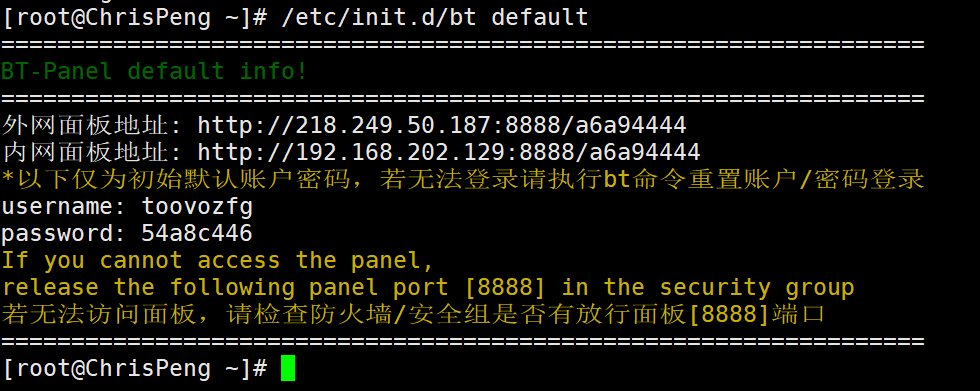 [root@ChrisPeng ~]# /etc/init.d/bt default
==================================================================
BT-Panel default info!
==================================================================
外网面板地址: http://218.249.50.187:8888/a6a94444
内网面板地址: http://192.168.202.129:8888/a6a94444
*以下仅为初始默认账户密码，若无法登录请执行bt命令重置账户/密码登录
username: toovozfg
password: 54a8c446
If you cannot access the panel,
release the following panel port [8888] in the security group
若无法访问面板，请检查防火墙/安全组是否有放行面板[8888]端口
==================================================================
[root@ChrisPeng ~]#